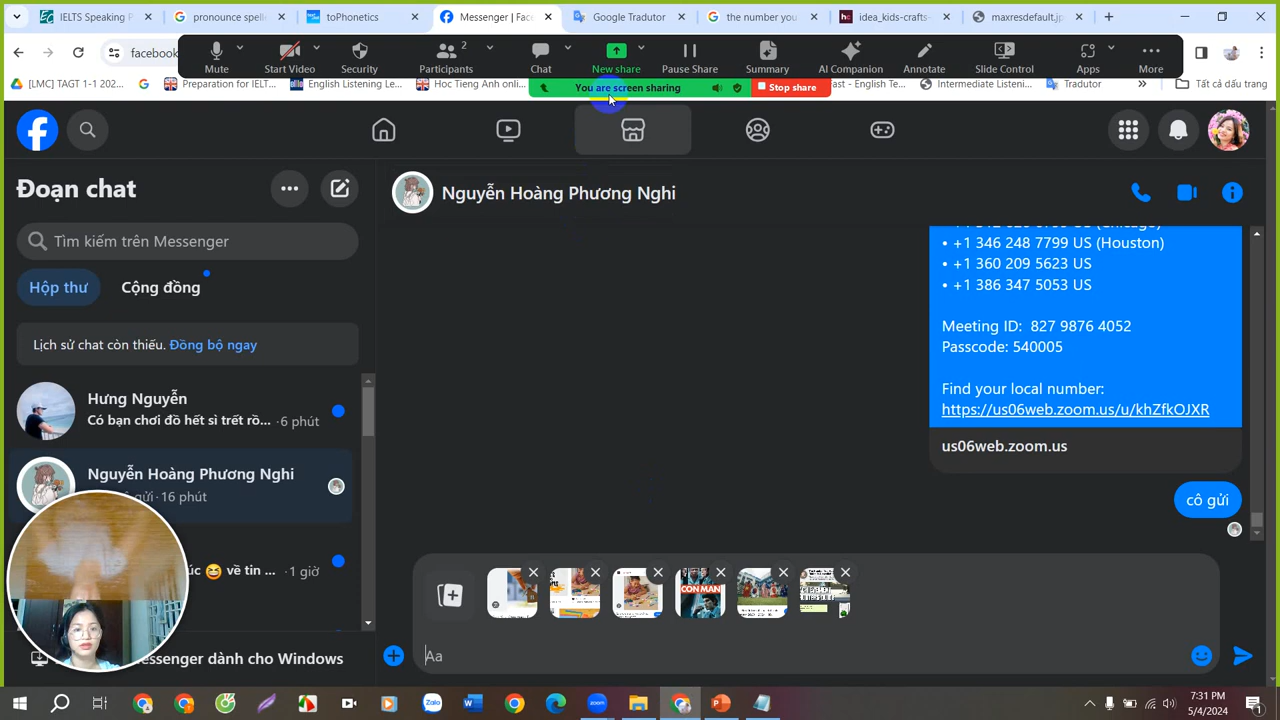 IELTS Speaking P
pronounce spelle
toPhonetics
Messenger | Face
Google Tradutor
the number you
idea_kids-crafts-
maxresdefault.jp
facebook
Mute
Start Video
Security
Participants
2
Chat
New share
Pause Share
Summary
AI Companion
Annotate
Slide Control
Apps
More
[LMC] TAGT 1-1 202
Preparation for IELT
English Listening Le
Hoc Tieng Anh onli
You are screen sharing
Stop share
ast - English Te
Intermediate Listeni
Tradutor
Tất cả dấu trang
Đoạn chat
Tìm kiếm trên Messenger
Hộp thư
Cộng đồng
Lịch sử chat còn thiếu. Đồng bộ ngay
Hưng Nguyễn
Có bạn chơi đồ hết sì trết rồ... · 6 phút
Nguyễn Hoàng Phương Nghi
gửi · 16 phút
úc 😆 về tin ... · 1 giờ
essenger dành cho Windows
Nguyễn Hoàng Phương Nghi
• +1 346 248 7799 US (Houston)
• +1 360 209 5623 US
• +1 386 347 5053 US
Meeting ID: 827 9876 4052
Passcode: 540005
Find your local number:
https://us06web.zoom.us/u/khZfkOJXR
us06web.zoom.us
cô gửi
CON MAN
Aa
7:31 PM
5/4/2024